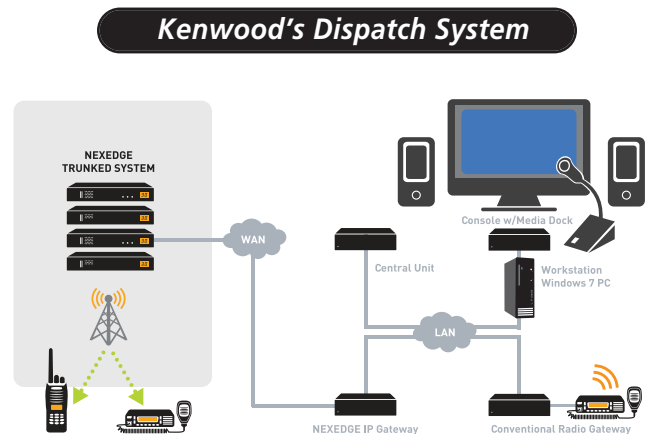 Kenwood's Dispatch System
NEXEDGE
TRUNKED SYSTEM
WAN
Console w/Media Dock
Central Unit
Workstation
Windows 7 PC
LAN
NEXEDGE IP Gateway
Conventional Radio Gateway